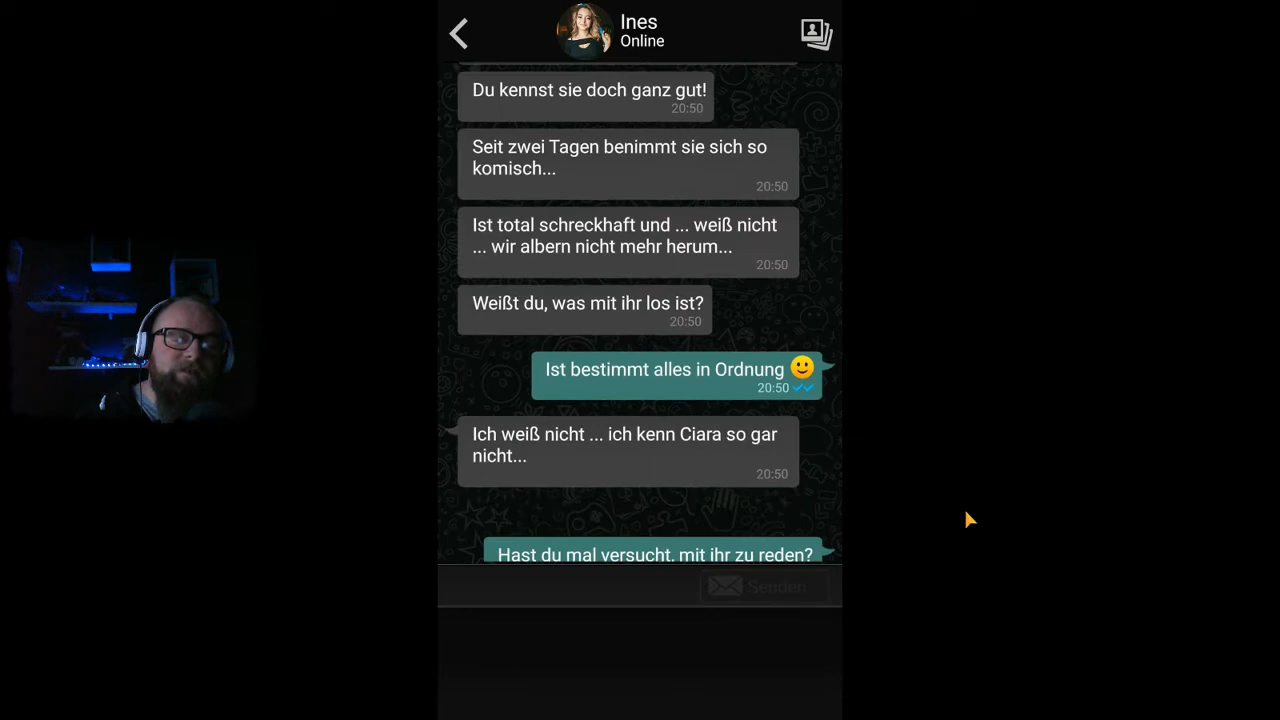 Ines
Online
Du kennst sie doch ganz gut!
20:50
Seit zwei Tagen benimmt sie sich so
komisch...
20:50
Ist total schreckhaft und ... weiß nicht
... wir albern nicht mehr herum...
20:50
Weißt du, was mit ihr los ist?
20:50
Ist bestimmt alles in Ordnung 🙂
20:50
Ich weiß nicht ... ich kenn Ciara so gar
nicht...
20:50
Hast du mal versucht, mit ihr zu reden?
Senden